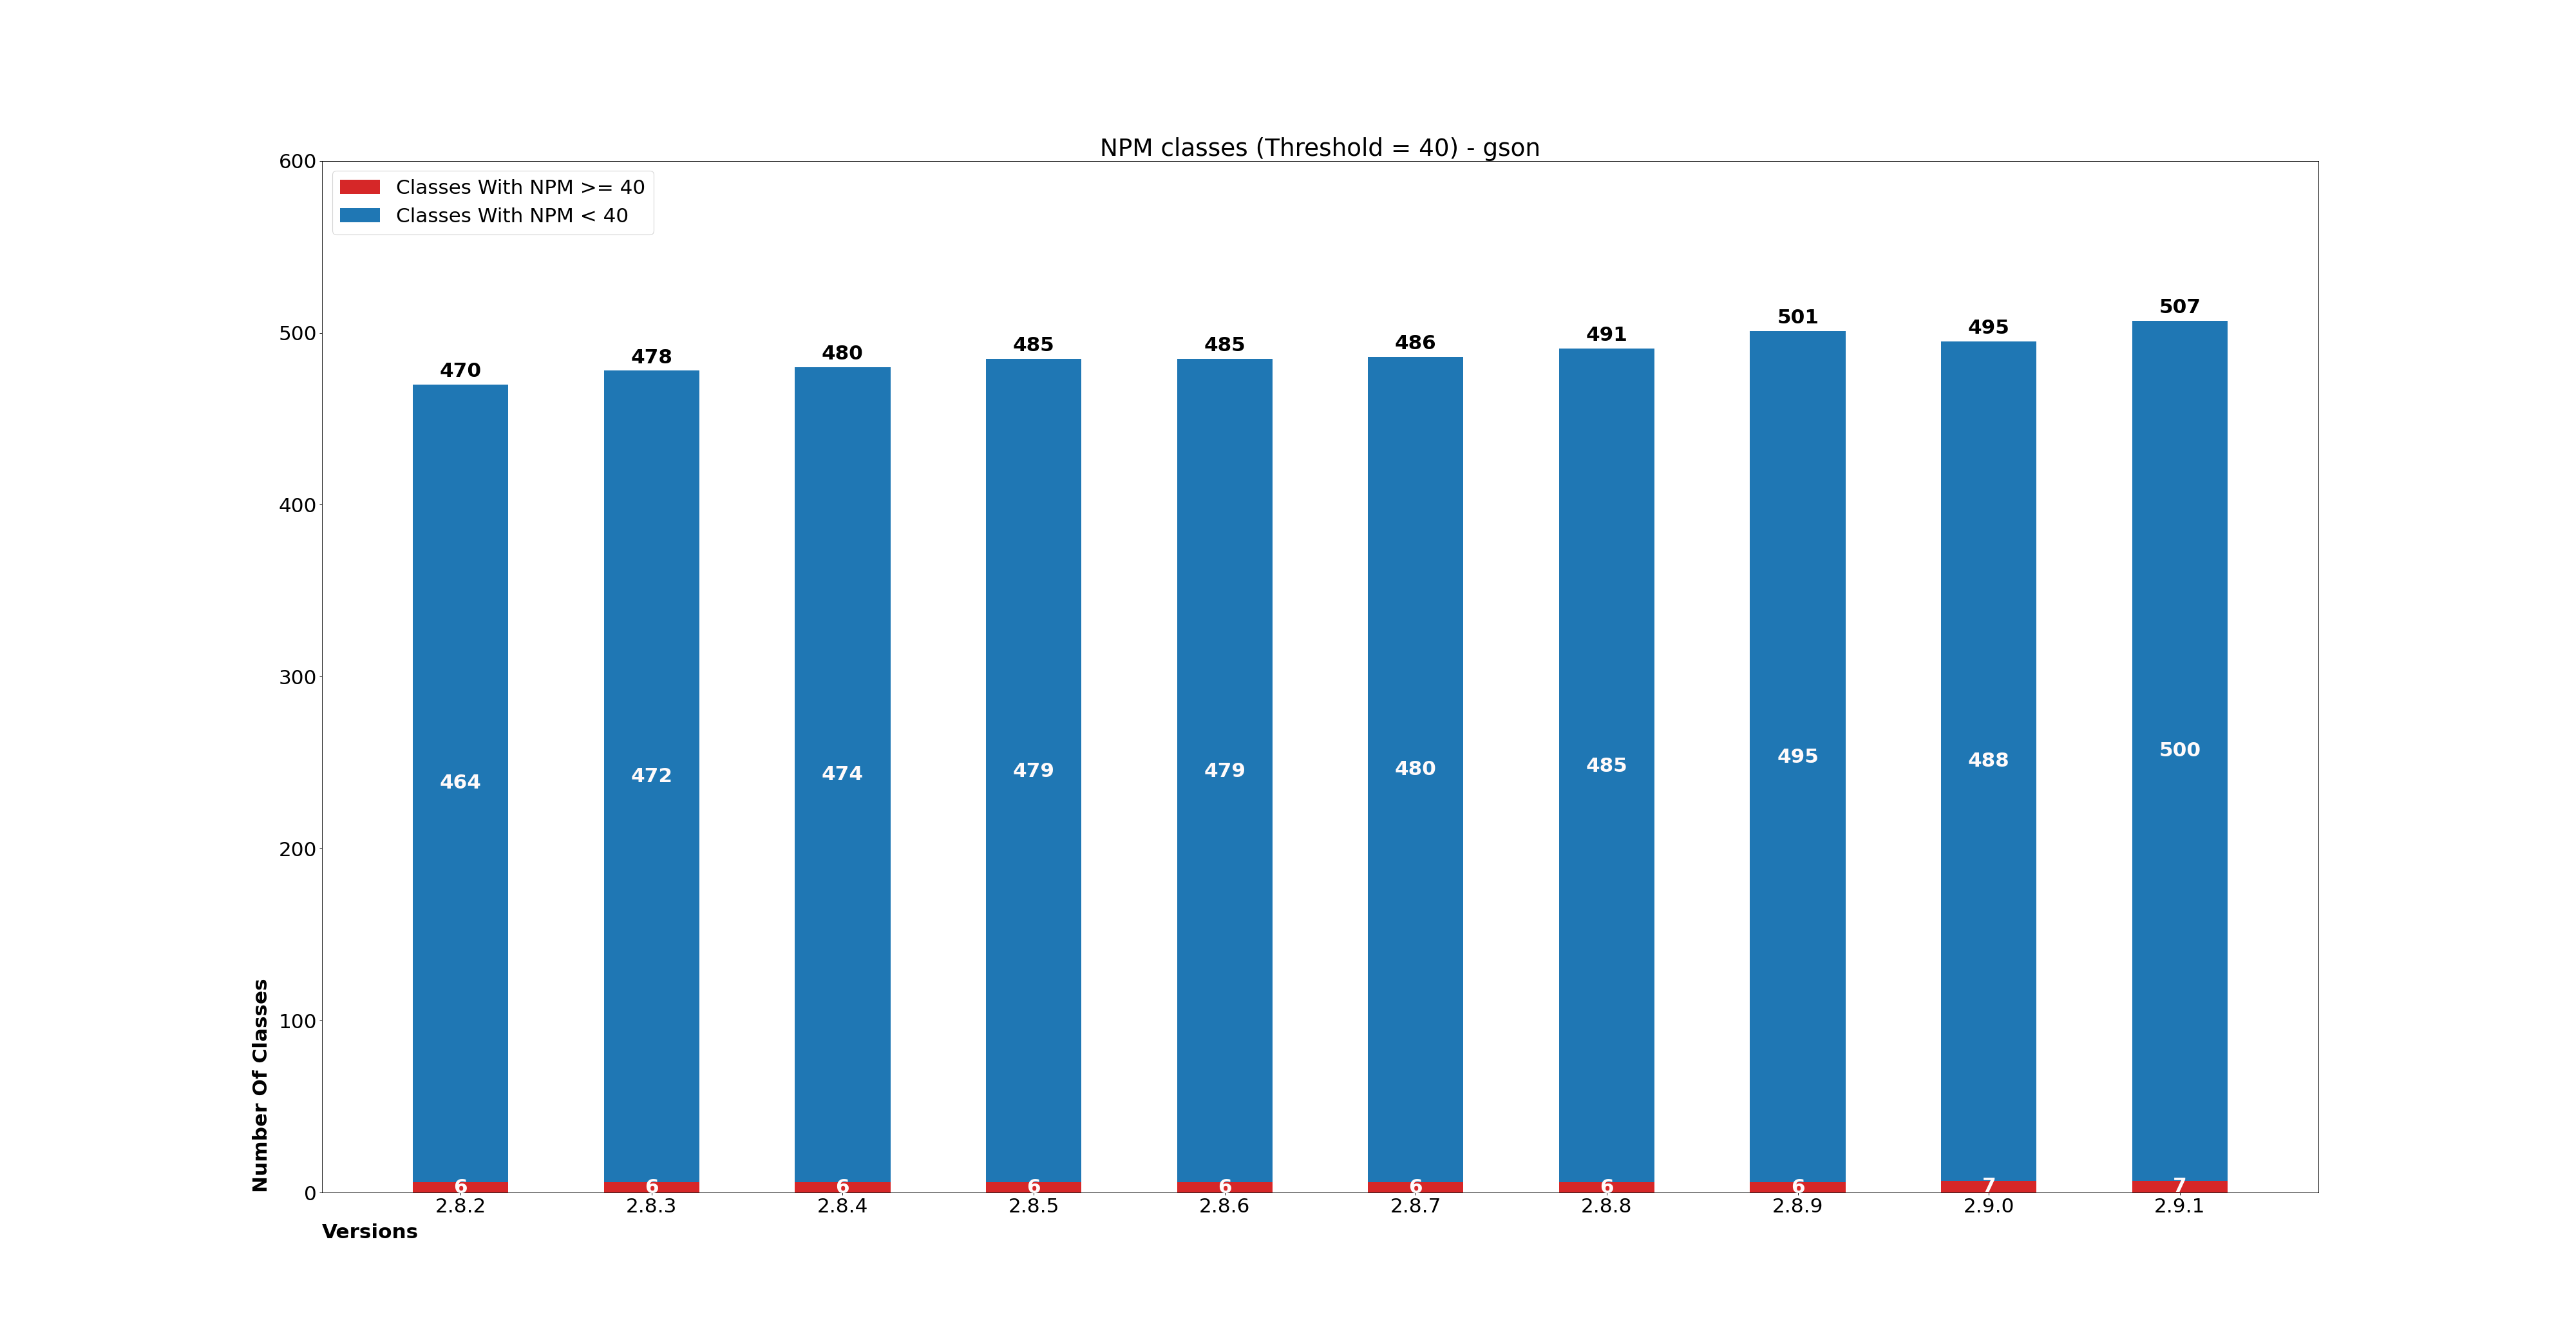 NPM classes (Threshold = 40) - gson
Classes With NPM >= 40
Classes With NPM < 40
600
500
400
300
200
100
0
Number Of Classes
470 478 480 485 485 486 491 501 495 507
464 472 474 479 479 480 485 495 488 500
6 6 6 6 6 6 6 6 7 7
2.8.2 2.8.3 2.8.4 2.8.5 2.8.6 2.8.7 2.8.8 2.8.9 2.9.0 2.9.1
Versions